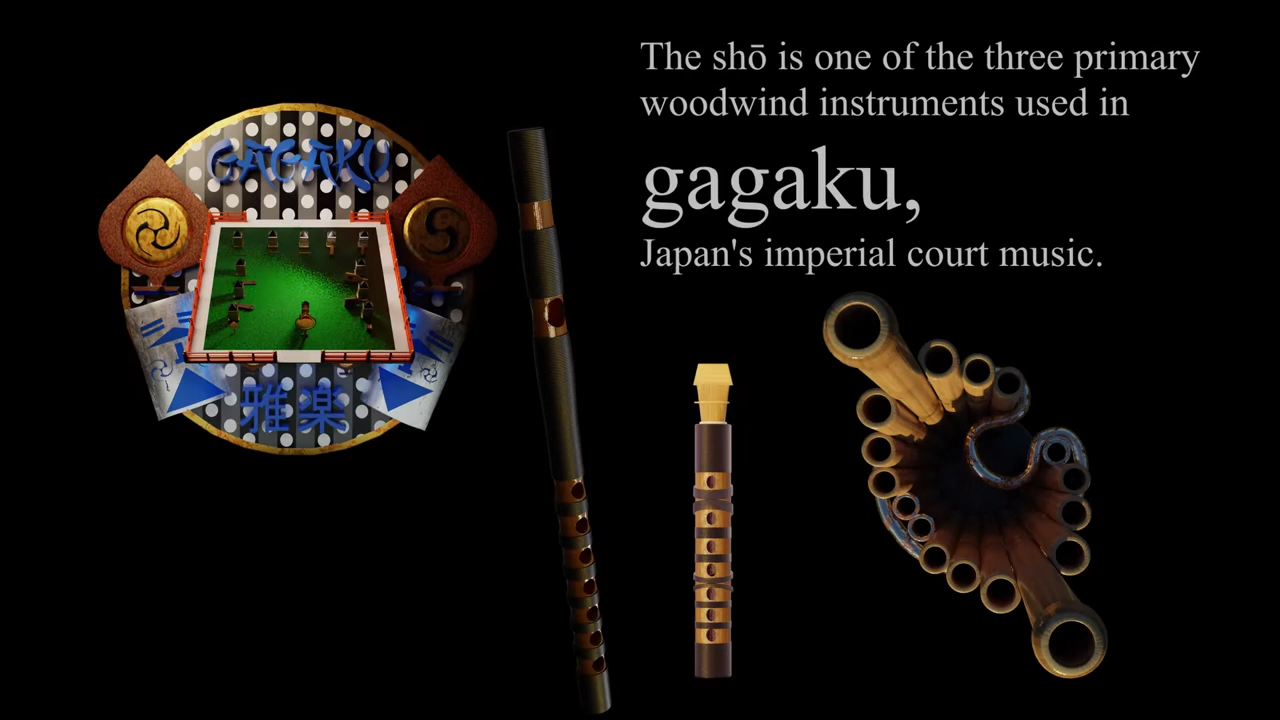 GAGAKU
雅楽
The shō is one of the three primary
woodwind instruments used in
gagaku,
Japan's imperial court music.